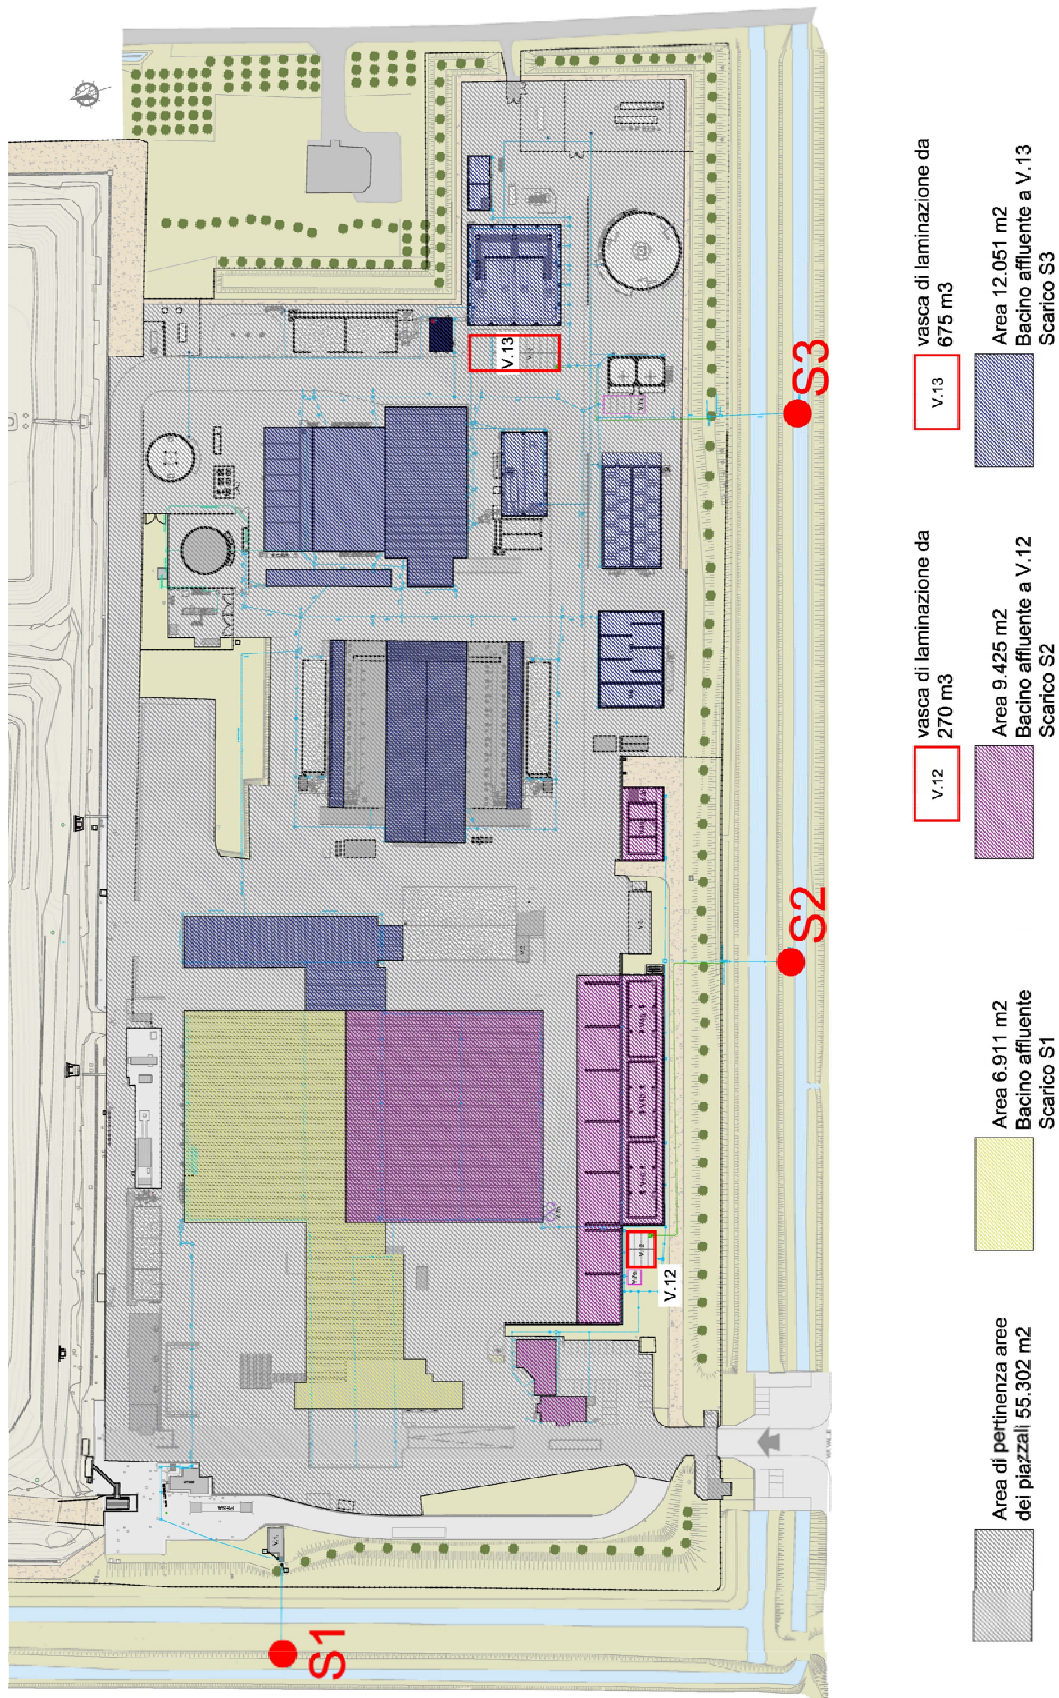 S1
S2
S3
V.13
V.12
Area di pertinenza aree
dei piazzali 55.302 m2
Area 6.911 m2
Bacino affluente
Scarico S1
V.12
vasca di laminazione da
270 m3
Area 9.425 m2
Bacino affluente a V.12
Scarico S2
V.13
vasca di laminazione da
675 m3
Area 12.051 m2
Bacino affluente a V.13
Scarico S3